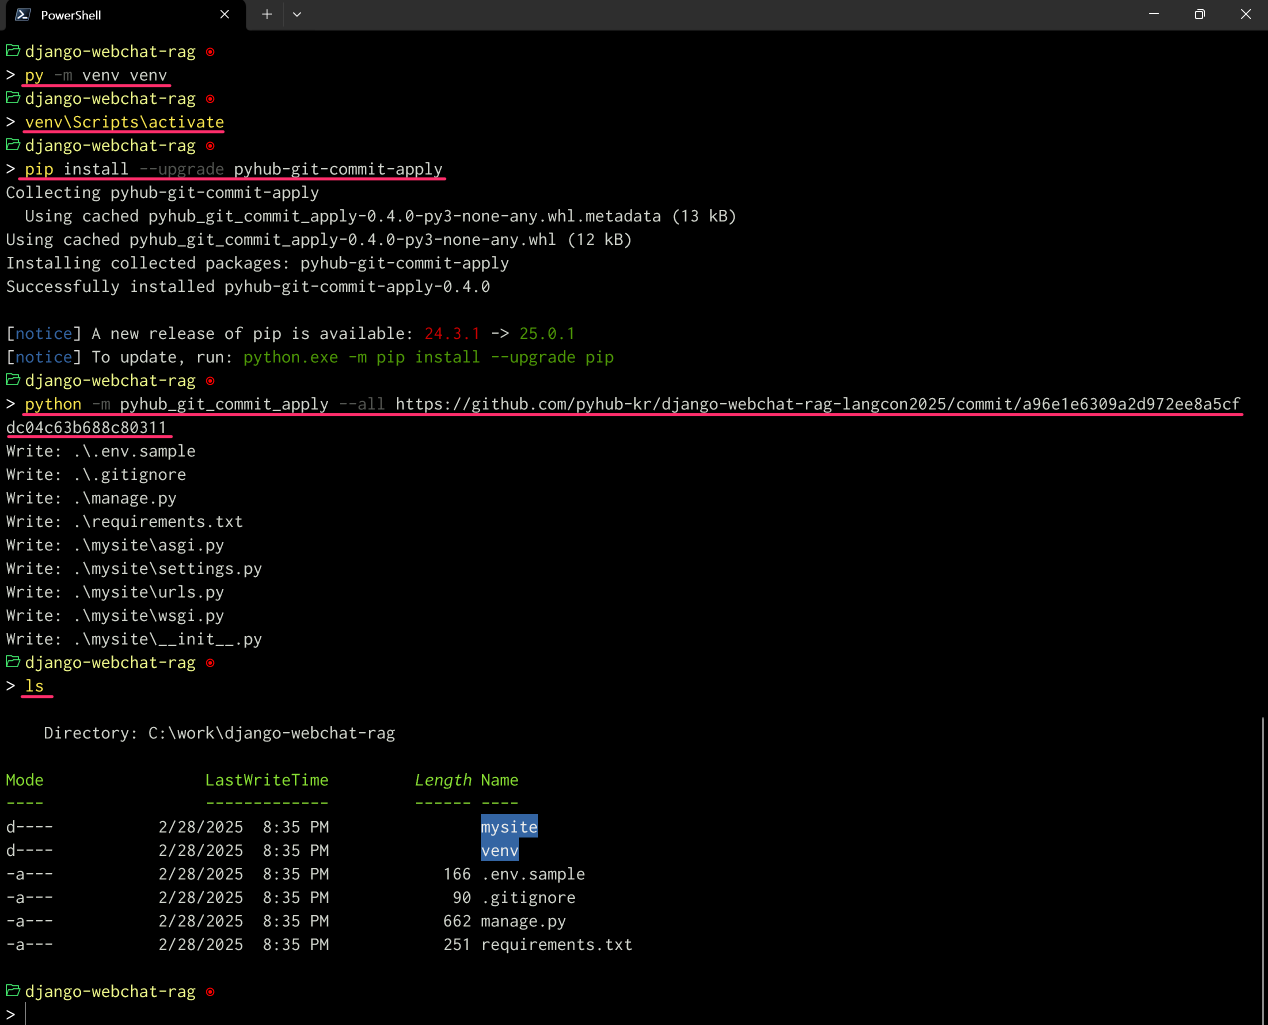 PowerShell
django-webchat-rag
> py -m venv venv
django-webchat-rag
> venv\Scripts\activate
django-webchat-rag
> pip install --upgrade pyhub-git-commit-apply
Collecting pyhub-git-commit-apply
  Using cached pyhub_git_commit_apply-0.4.0-py3-none-any.whl.metadata (13 kB)
Using cached pyhub_git_commit_apply-0.4.0-py3-none-any.whl (12 kB)
Installing collected packages: pyhub-git-commit-apply
Successfully installed pyhub-git-commit-apply-0.4.0
[notice] A new release of pip is available: 24.3.1 -> 25.0.1
[notice] To update, run: python.exe -m pip install --upgrade pip
django-webchat-rag
> python -m pyhub_git_commit_apply --all https://github.com/pyhub-kr/django-webchat-rag-langcon2025/commit/a96e1e6309a2d972ee8a5cf
dc04c63b688c80311
Write: .\.env.sample
Write: .\.gitignore
Write: .\manage.py
Write: .\requirements.txt
Write: .\mysite\asgi.py
Write: .\mysite\settings.py
Write: .\mysite\urls.py
Write: .\mysite\wsgi.py
Write: .\mysite\__init__.py
django-webchat-rag
> ls
    Directory: C:\work\django-webchat-rag
Mode                 LastWriteTime         Length Name
----                 -------------         ------ ----
d----           2/28/2025  8:35 PM                mysite
d----           2/28/2025  8:35 PM                venv
-a---           2/28/2025  8:35 PM            166 .env.sample
-a---           2/28/2025  8:35 PM             90 .gitignore
-a---           2/28/2025  8:35 PM            662 manage.py
-a---           2/28/2025  8:35 PM            251 requirements.txt
django-webchat-rag
>